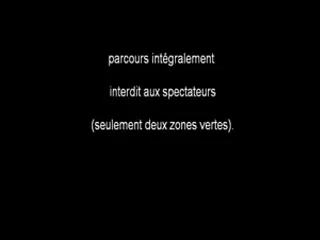 parcours intégralement
interdit aux spectateurs
(seulement deux zones vertes).